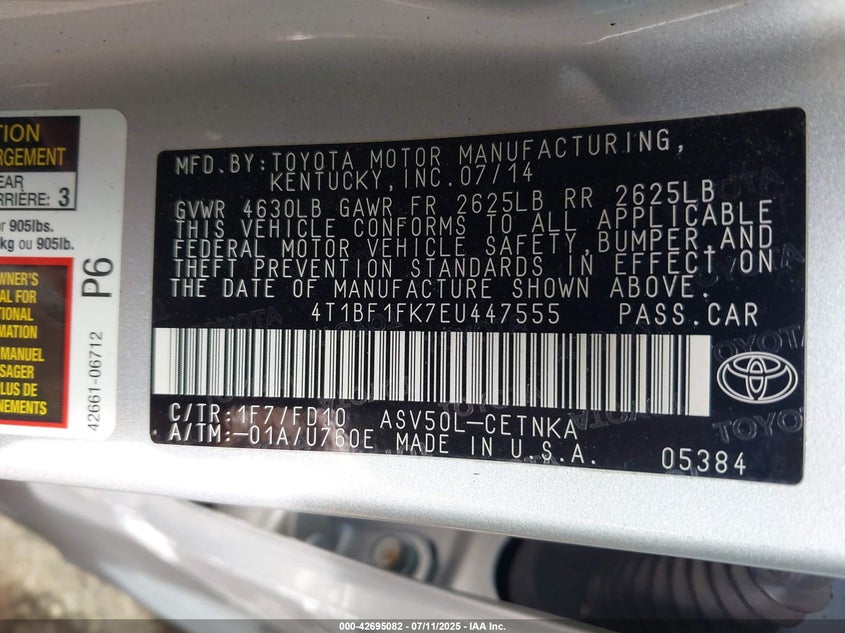 TION
RGEMENT
EAR
RRIÈRE: 3
r 905lbs.
kg ou 905lb.
P6
WNER'S
AL FOR
TIONAL
RMATION
MANUEL
SAGER
PLUS DE
NEMENTS
42661-06712
MFD.BY:TOYOTA MOTOR MANUFACTURING,
KENTUCKY,INC.07/14
GVWR 4630LB GAWR FR 2625LB RR 2625LB
THIS VEHICLE CONFORMS TO ALL APPLICABLE
FEDERAL MOTOR VEHICLE SAFETY,BUMPER,AND
THEFT PREVENTION STANDARDS IN EFFECT ON
THE DATE OF MANUFACTURE SHOWN ABOVE.
4T1BF1FK7EU447555 PASS.CAR
C/TR:1F7/FD10 ASV50L-CETNKA
A/TM:-01A/U760E MADE IN U.S.A. 05384
TOYOTA
000-42695082 - 07/11/2025 - IAA Inc.